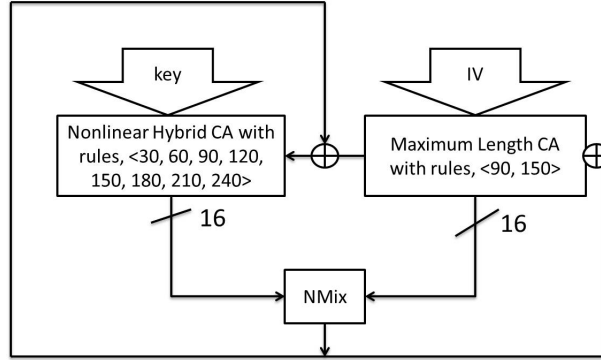 key
IV
Nonlinear Hybrid CA with
rules, <30, 60, 90, 120,
150, 180, 210, 240>
Maximum Length CA
with rules, <90, 150>
16
16
NMix